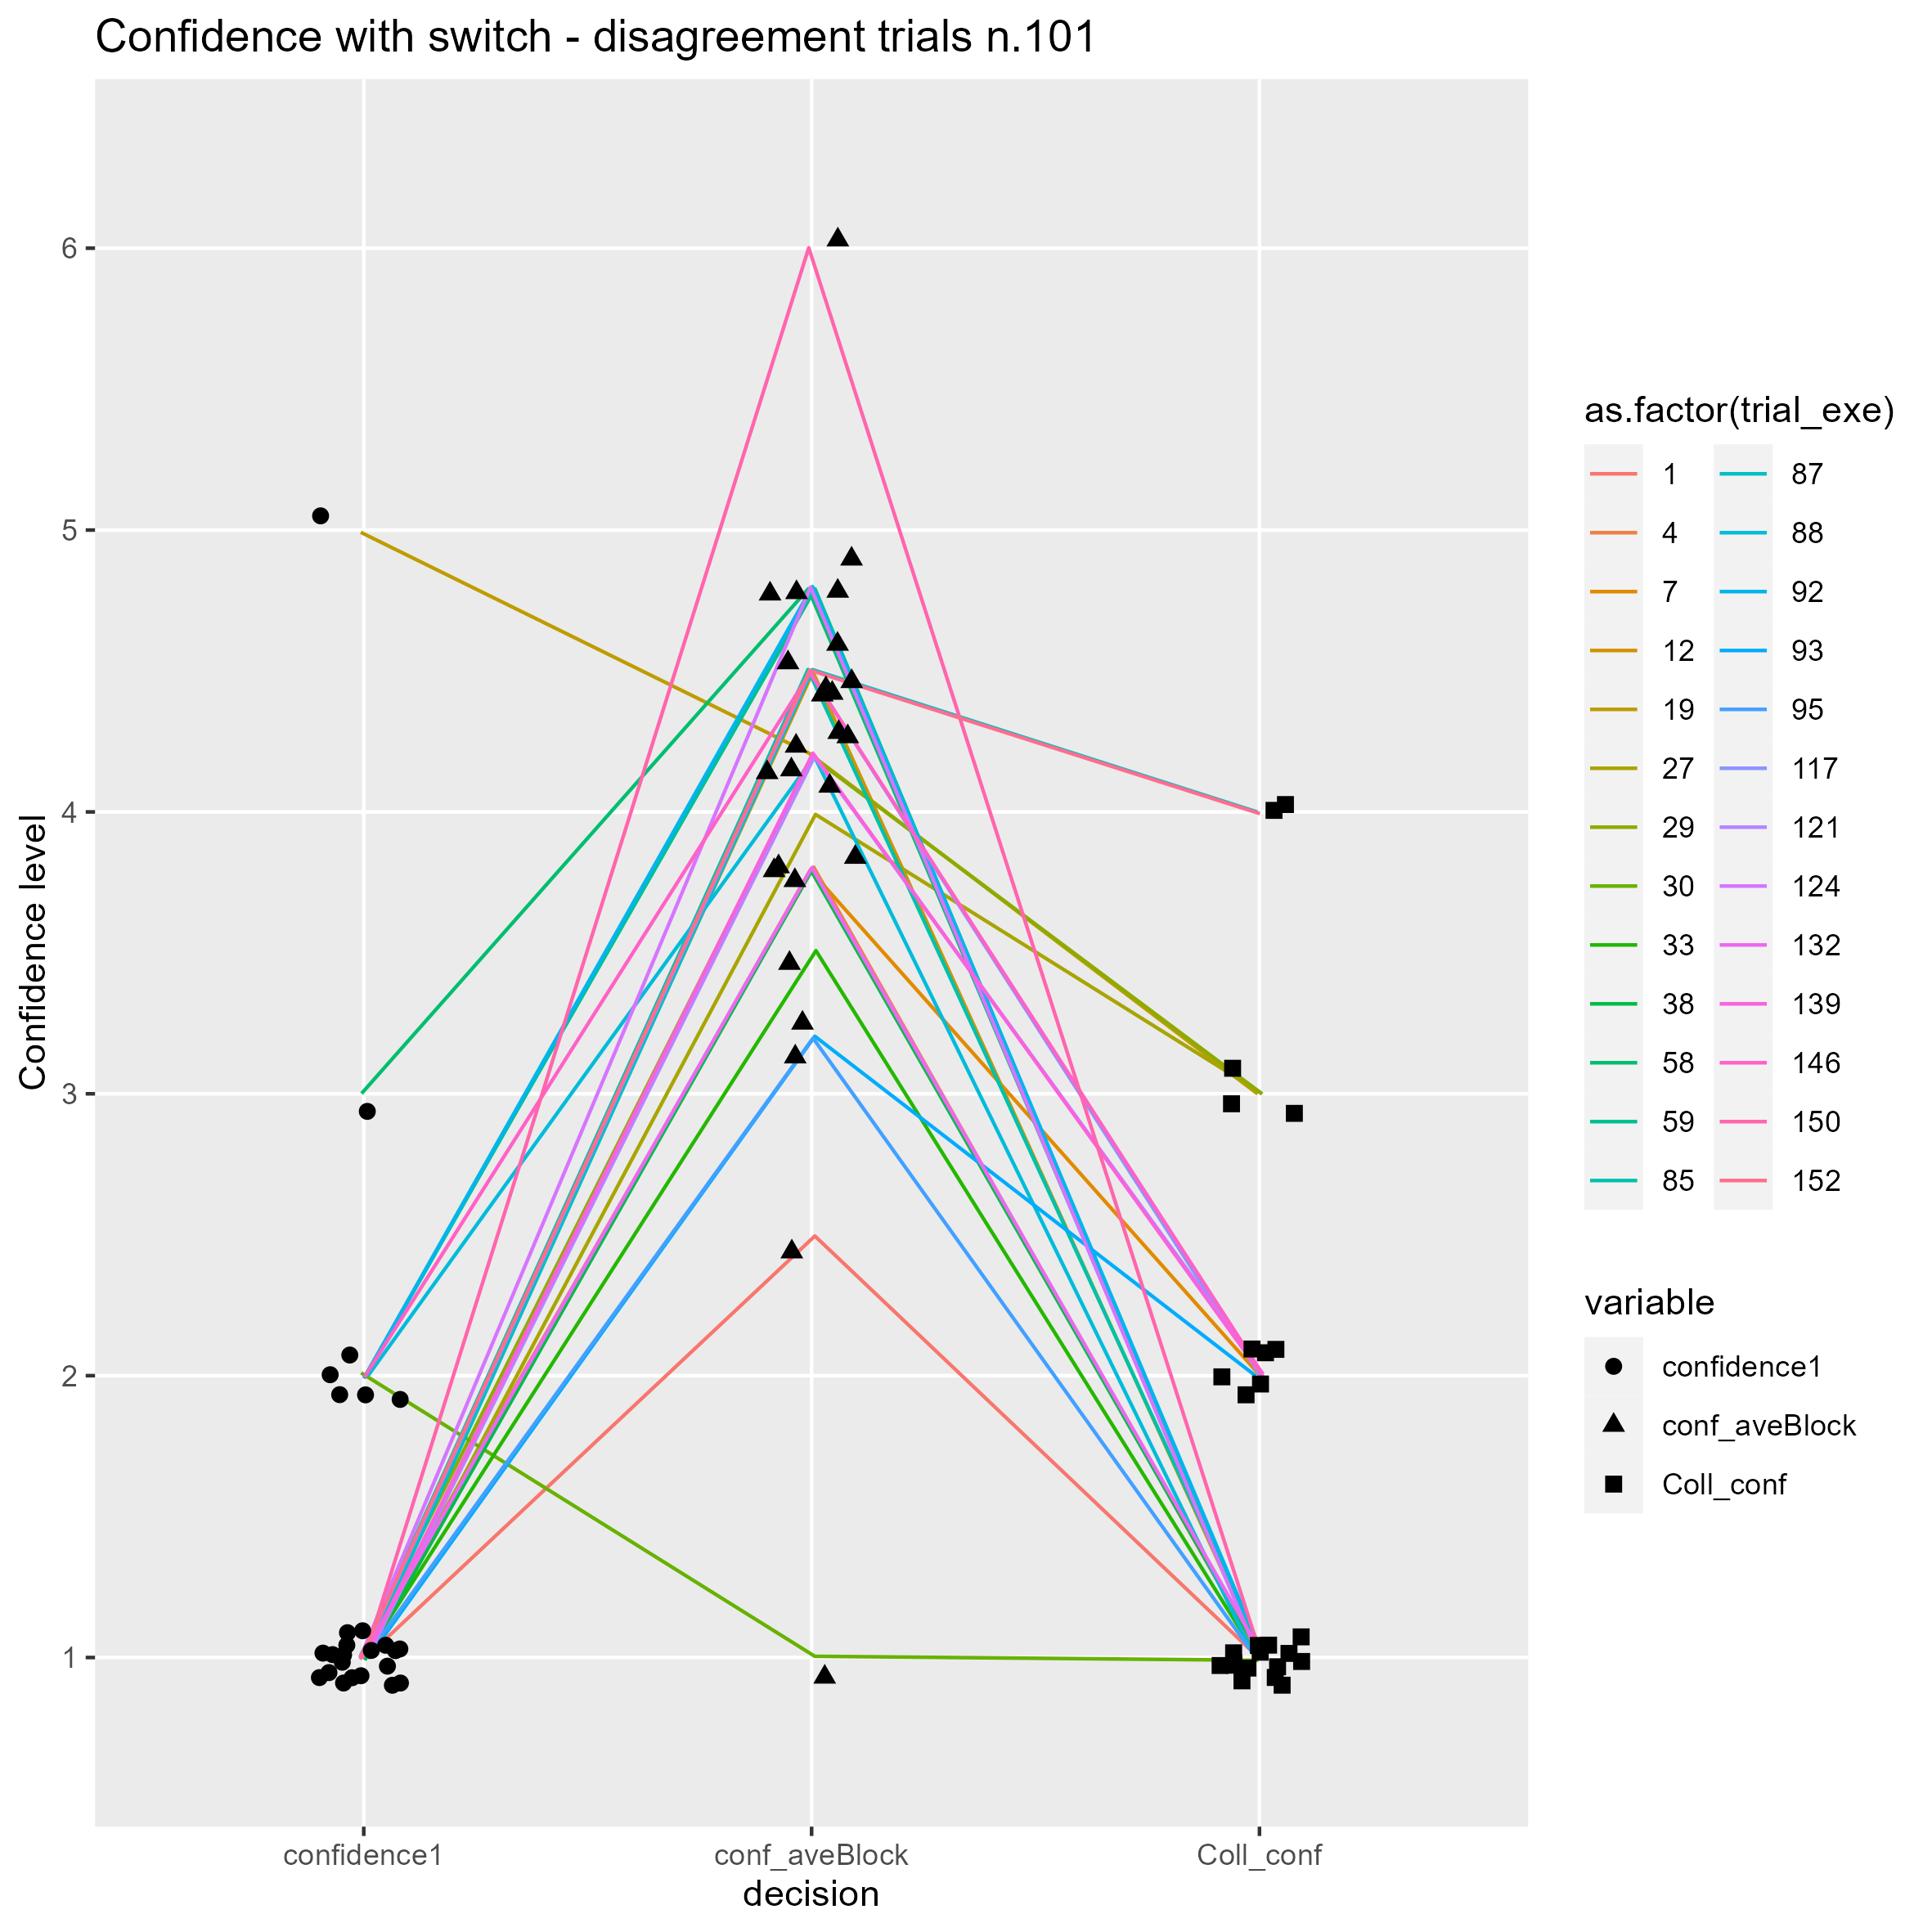 Confidence with switch - disagreement trials n.101
Confidence level
6
5
4
3
2
1
confidence1
conf_aveBlock
Coll_conf
decision
as.factor(trial_exe)
1
4
7
12
19
27
29
30
33
38
58
59
85
87
88
92
93
95
117
121
124
132
139
146
150
152
variable
confidence1
conf_aveBlock
Coll_conf